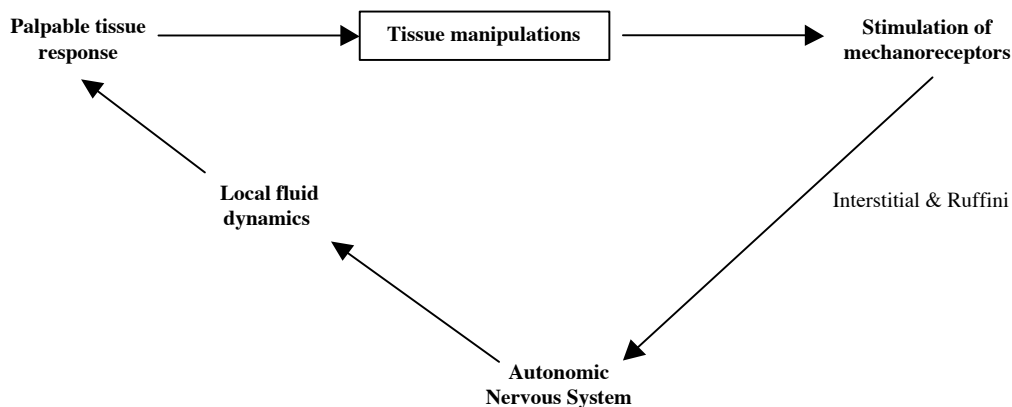 Palpable tissue
response
Tissue manipulations
Stimulation of
mechanoreceptors
Interstitial & Ruffini
Local fluid
dynamics
Autonomic
Nervous System